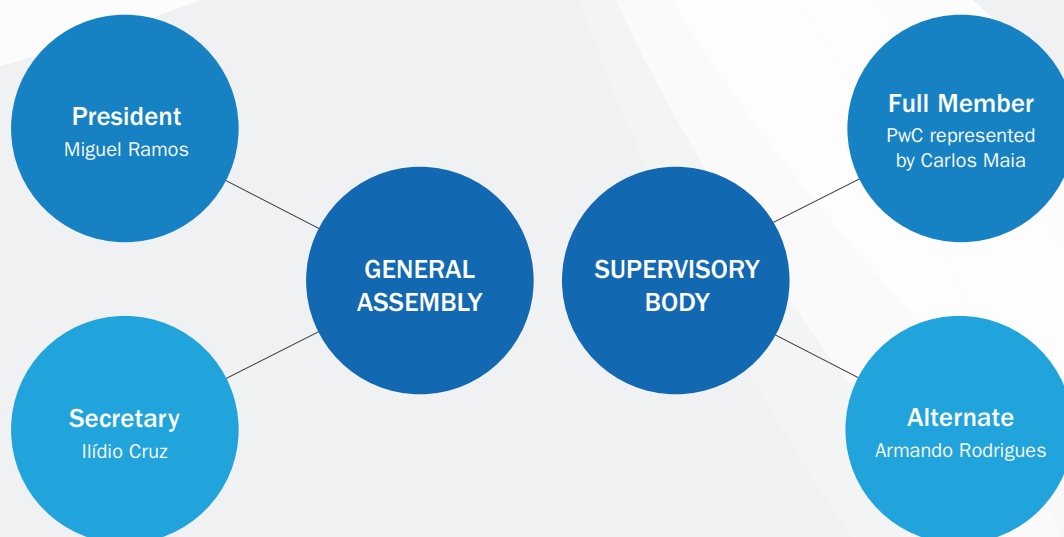 President
Miguel Ramos
GENERAL
ASSEMBLY
Secretary
Ilídio Cruz
Full Member
PwC represented
by Carlos Maia
SUPERVISORY
BODY
Alternate
Armando Rodrigues